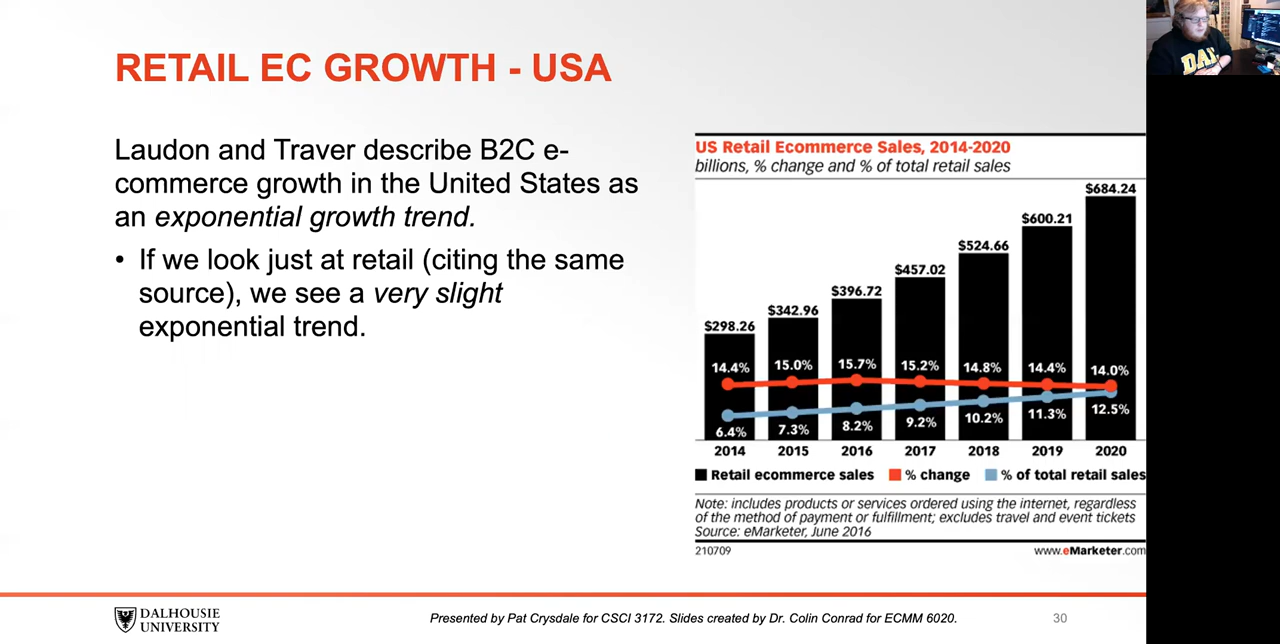 RETAIL EC GROWTH - USA
Laudon and Traver describe B2C e-
commerce growth in the United States as
an exponential growth trend.
• If we look just at retail (citing the same
source), we see a very slight
exponential trend.
US Retail Ecommerce Sales, 2014-2020
billions, % change and % of total retail sales
$298.26 $342.96 $396.72 $457.02 $524.66 $600.21 $684.24
14.4% 15.0% 15.7% 15.2% 14.8% 14.4% 14.0%
6.4% 7.3% 8.2% 9.2% 10.2% 11.3% 12.5%
2014 2015 2016 2017 2018 2019 2020
Retail ecommerce sales % change % of total retail sales
Note: includes products or services ordered using the internet, regardless
of the method of payment or fulfillment; excludes travel and event tickets
Source: eMarketer, June 2016
210709 www.eMarketer.com
DALHOUSIE
UNIVERSITY
Presented by Pat Crysdale for CSCI 3172. Slides created by Dr. Colin Conrad for ECMM 6020.
30
DAL